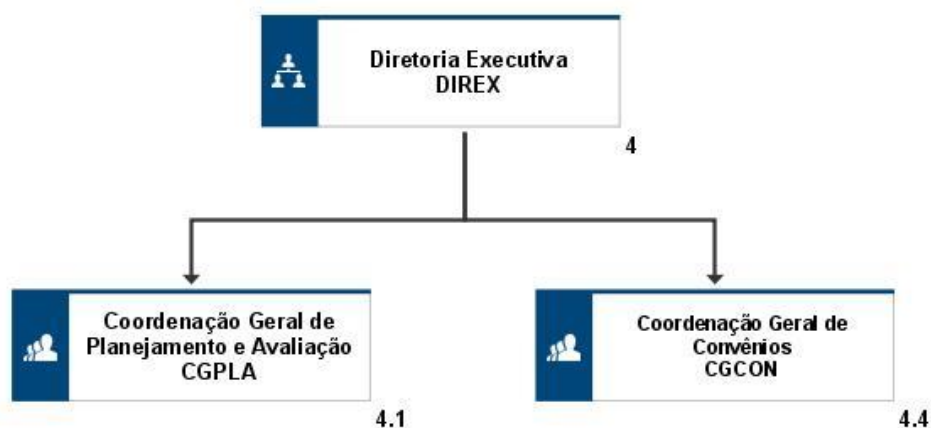 Diretoria Executiva
DIREX
4
Coordenação Geral de
Planejamento e Avaliação
CGPLA
4.1
Coordenação Geral de
Convênios
CGCON
4.4